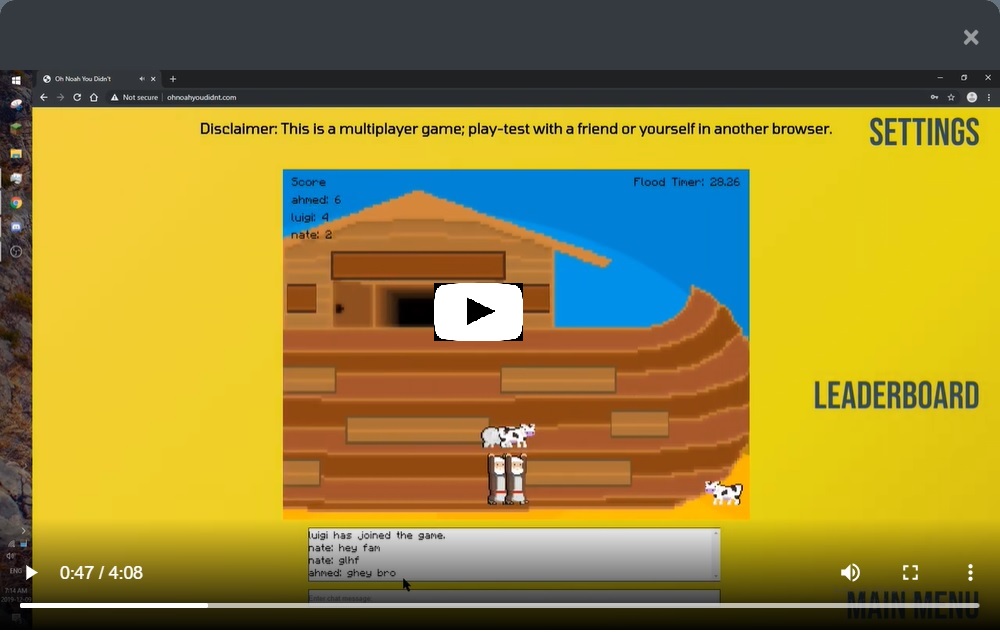 ×
Oh Noah You Didn't
Not secure | ohnoahyoudidnt.com
Disclaimer: This is a multiplayer game; play-test with a friend or yourself in another browser.
SETTINGS
Score
ahmed: 6
luigi: 4
nate: 2
Flood Timer: 28.26
LEADERBOARD
luigi has joined the game.
nate: hey fam
nate: glhf
ahmed: ghey bro
Enter chat message
MAIN MENU
ENG
7:14 AM
0:47 / 4:08